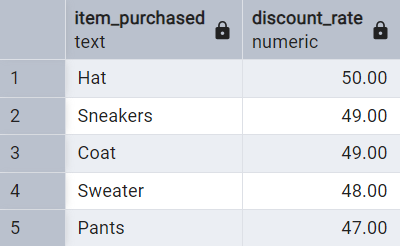 item_purchased discount_rate
text numeric
1 Hat 50.00
2 Sneakers 49.00
3 Coat 49.00
4 Sweater 48.00
5 Pants 47.00